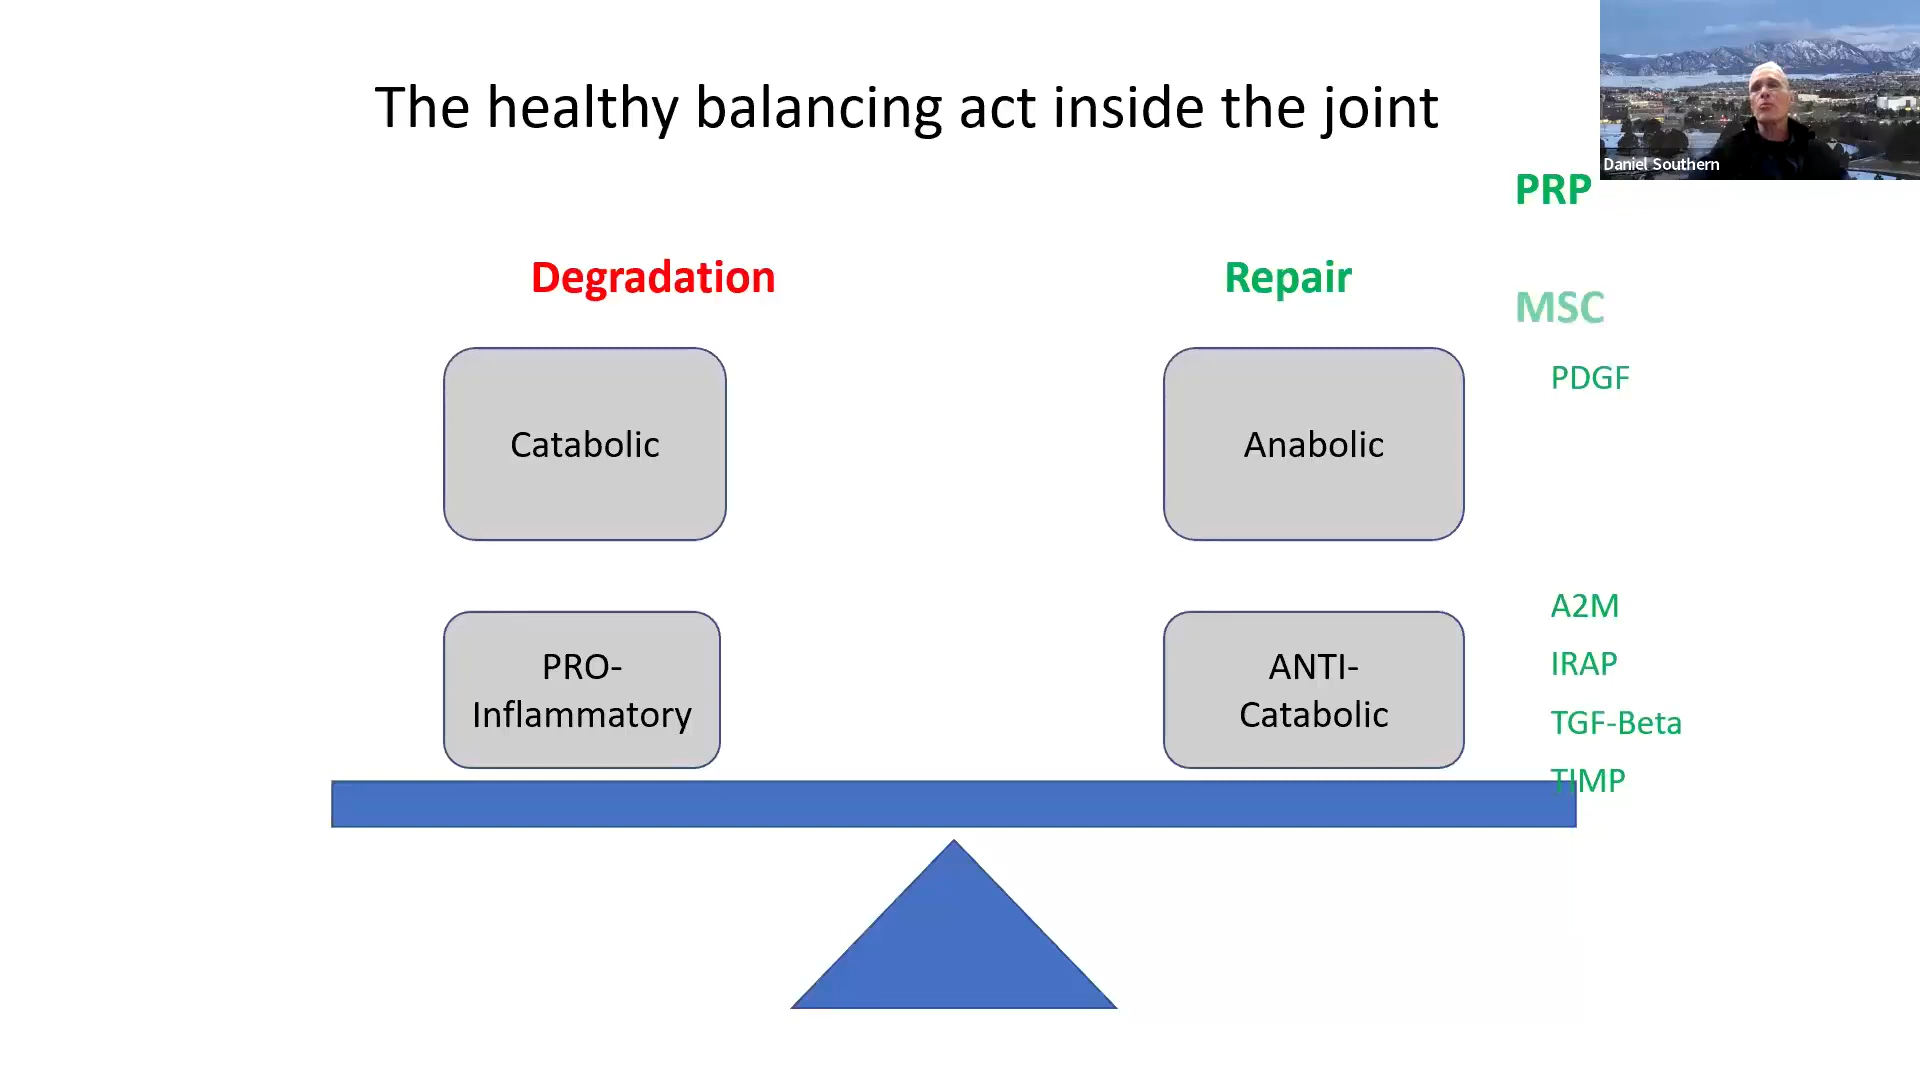 The healthy balancing act inside the joint
Daniel Southern
PRP
Degradation
Repair
MSC
PDGF
Catabolic
Anabolic
A2M
IRAP
TGF-Beta
TIMP
PRO-
Inflammatory
ANTI-
Catabolic